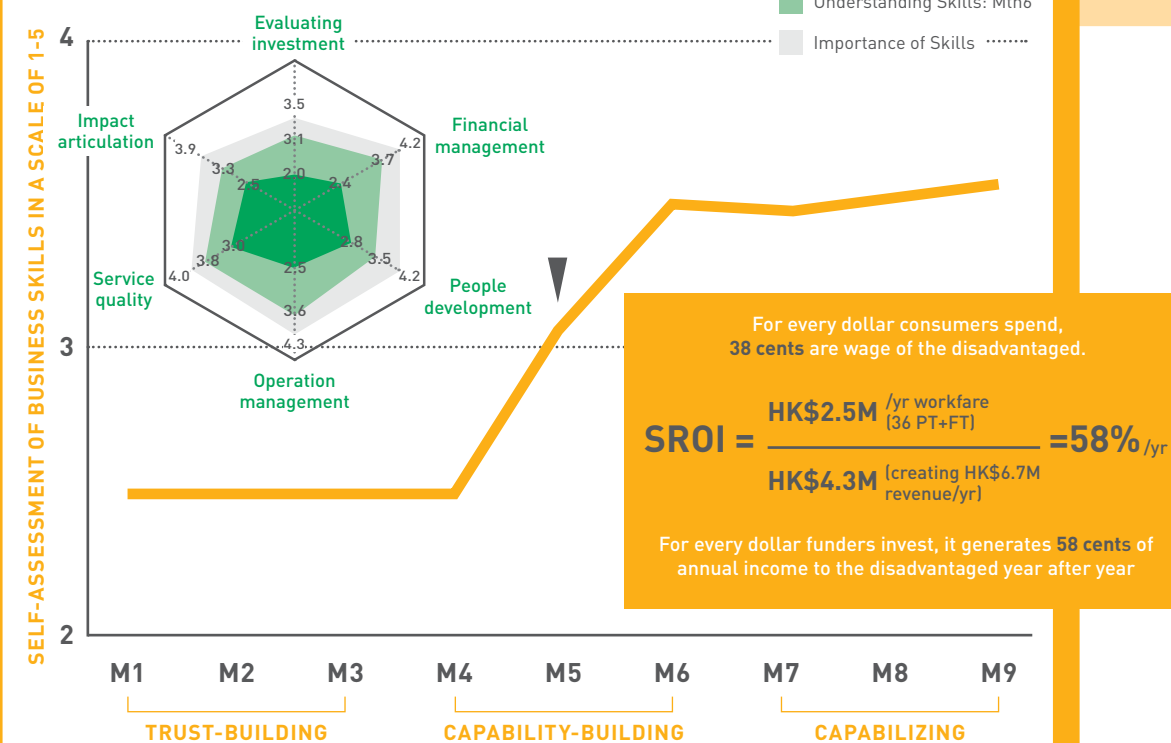 SELF-ASSESSMENT OF BUSINESS SKILLS IN A SCALE OF 1-5
4
3
2
Understanding Skills: Mth6
Importance of Skills
Evaluating
investment
Financial
management
People
development
Operation
management
Service
quality
Impact
articulation
3.5
3.1
2.0
4.2
3.7
2.4
4.2
3.5
2.8
4.3
3.6
2.5
4.0
3.8
3.0
3.9
3.3
2.5
For every dollar consumers spend,
38 cents are wage of the disadvantaged.
SROI =
HK$2.5M /yr workfare
(36 PT+FT)
HK$4.3M (creating HK$6.7M
revenue/yr)
=58%/yr
For every dollar funders invest, it generates 58 cents of
annual income to the disadvantaged year after year
M1 M2 M3 M4 M5 M6 M7 M8 M9
TRUST-BUILDING CAPABILITY-BUILDING CAPABILIZING